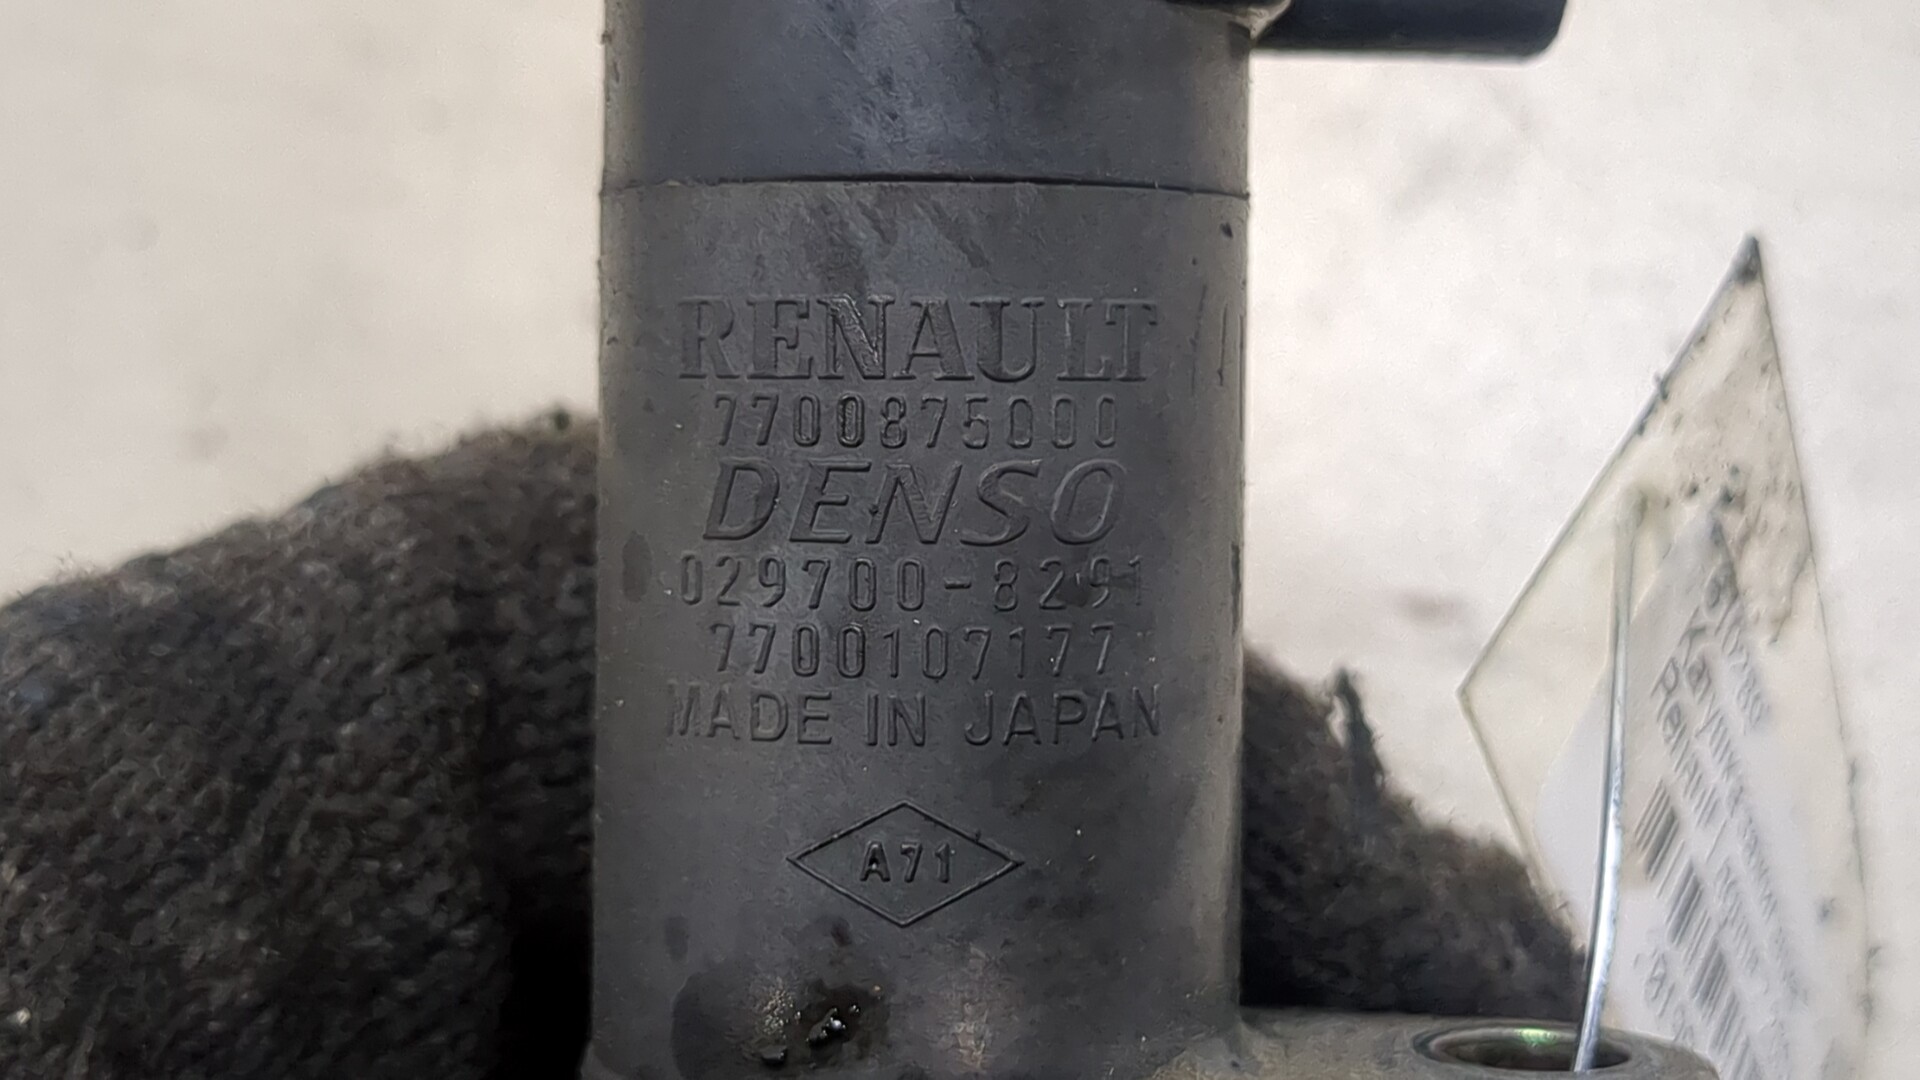 RENAULT
7700875000
DENSO
029700-8291
7700107177
MADE IN JAPAN
A71